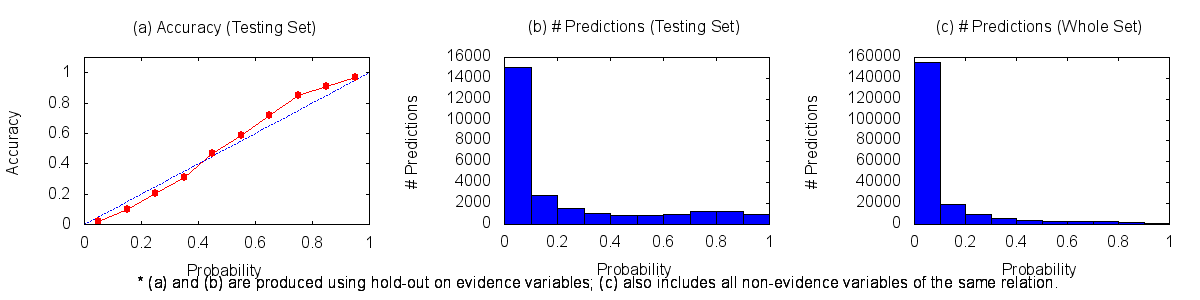 (a) Accuracy (Testing Set)
(b) # Predictions (Testing Set)
(c) # Predictions (Whole Set)
Accuracy
1
0.8
0.6
0.4
0.2
0
0 0.2 0.4 0.6 0.8 1
Probability
# Predictions
16000
14000
12000
10000
8000
6000
4000
2000
0
0 0.2 0.4 0.6 0.8 1
Probability
# Predictions
160000
140000
120000
100000
80000
60000
40000
20000
0
0 0.2 0.4 0.6 0.8 1
Probability
* (a) and (b) are produced using hold-out on evidence variables; (c) also includes all non-evidence variables of the same relation.